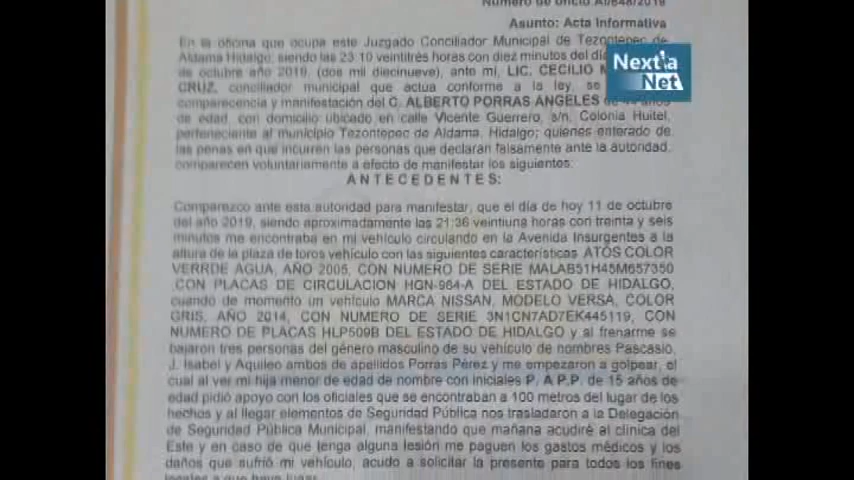 Número de oficio A0648/2019
Asunto: Acta Informativa
En la oficina que ocupa este Juzgado Conciliador Municipal de Tezontepec de
Aldama Hidalgo, siendo las 23:10 veintitrés horas con diez minutos del día
de octubre año 2019, (dos mil diecinueve), ante mi, LIC. CECILIO
CRUZ, conciliador municipal que actua conforme a la ley, se
comparecencia y manifestación del C. ALBERTO PORRAS ANGELES de 44 años
de edad, con domicilio ubicado en calle Vicente Guerrero, s/n, Colonia Huitel,
perteneciente al municipio Tezontepec de Aldama, Hidalgo; quienes enterado de
las penas en que incurren las personas que declaran falsamente ante la autoridad,
comparecen voluntariamente a efecto de manifestar los siguientes:
ANTECEDENTES:
Comparezco ante esta autoridad para manifestar, que el día de hoy 11 de octubre
del año 2019, siendo aproximadamente las 21:36 veintiuna horas con treinta y seis
minutos me encontraba en mi vehículo circulando en la Avenida Insurgentes a la
altura de la plaza de toros vehículo con las siguientes características ATOS COLOR
VERRDE AGUA, AÑO 2005, CON NUMERO DE SERIE MALAB51H45M657350
CON PLACAS DE CIRCULACION HGN-964-A DEL ESTADO DE HIDALGO,
cuando de momento un vehículo MARCA NISSAN, MODELO VERSA, COLOR
GRIS, AÑO 2014, CON NUMERO DE SERIE 3N1CN7AD7EK445119, CON
NUMERO DE PLACAS HLP509B DEL ESTADO DE HIDALGO y al frenarme se
bajaron tres personas del género masculino de su vehículo de nombres Pascasio,
J. Isabel y Aquileo ambos de apellidos Porras Pérez y me empezaron a golpear, el
cual al ver mi hija menor de edad de nombre con iniciales P. A P.P. de 15 años de
edad pidió apoyo con los oficiales que se encontraban a 100 metros del lugar de los
hechos y al llegar elementos de Seguridad Pública nos trasladaron a la Delegación
de Seguridad Pública Municipal, manifestando que mañana acudiré al clínica del
Este y en caso de que tenga alguna lesión me paguen los gastos médicos y los
daños que sufrió mi vehículo, acudo a solicitar la presente para todos los fines
legales a que haya lugar.
Nextla
Net